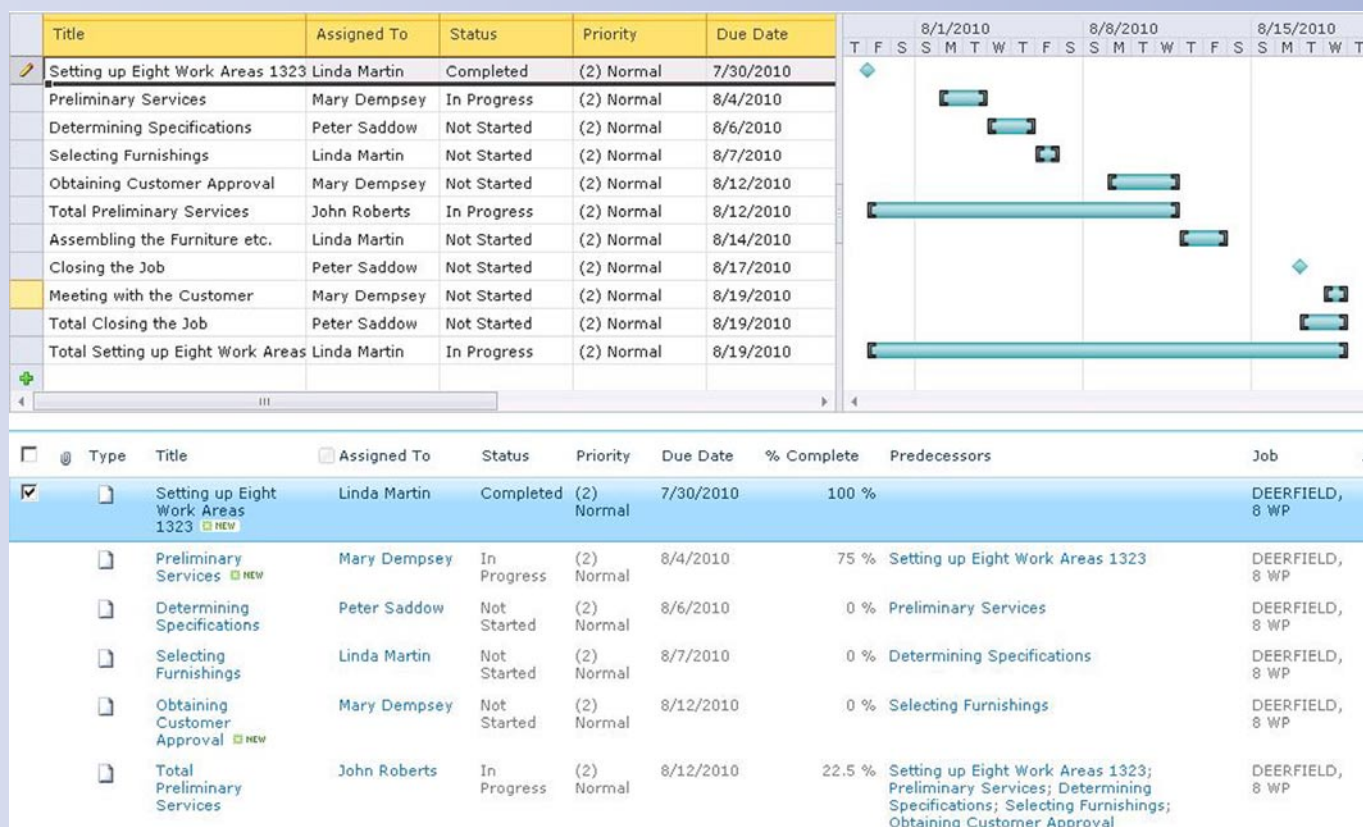 Title Assigned To Status Priority Due Date 8/1/2010 8/8/2010 8/15/2010
T F S S M T W T F S S M T W T F S S M T W T
Setting up Eight Work Areas 1323 Linda Martin Completed (2) Normal 7/30/2010
Preliminary Services Mary Dempsey In Progress (2) Normal 8/4/2010
Determining Specifications Peter Saddow Not Started (2) Normal 8/6/2010
Selecting Furnishings Linda Martin Not Started (2) Normal 8/7/2010
Obtaining Customer Approval Mary Dempsey Not Started (2) Normal 8/12/2010
Total Preliminary Services John Roberts In Progress (2) Normal 8/12/2010
Assembling the Furniture etc. Linda Martin Not Started (2) Normal 8/14/2010
Closing the Job Peter Saddow Not Started (2) Normal 8/17/2010
Meeting with the Customer Mary Dempsey Not Started (2) Normal 8/19/2010
Total Closing the Job Peter Saddow Not Started (2) Normal 8/19/2010
Total Setting up Eight Work Areas Linda Martin In Progress (2) Normal 8/19/2010
Type Title Assigned To Status Priority Due Date % Complete Predecessors Job
Setting up Eight Linda Martin Completed (2) 7/30/2010 100 % DEERFIELD,
Work Areas Normal 8 WP
1323 NEW
Preliminary Mary Dempsey In (2) 8/4/2010 75 % Setting up Eight Work Areas 1323 DEERFIELD,
Services NEW Progress Normal 8 WP
Determining Peter Saddow Not (2) 8/6/2010 0 % Preliminary Services DEERFIELD,
Specifications Started Normal 8 WP
Selecting Linda Martin Not (2) 8/7/2010 0 % Determining Specifications DEERFIELD,
Furnishings Started Normal 8 WP
Obtaining Mary Dempsey Not (2) 8/12/2010 0 % Selecting Furnishings DEERFIELD,
Customer Started Normal 8 WP
Approval NEW
Total John Roberts In (2) 8/12/2010 22.5 % Setting up Eight Work Areas 1323; DEERFIELD,
Preliminary Progress Normal Preliminary Services; Determining 8 WP
Services Specifications; Selecting Furnishings;
Obtaining Customer Approval